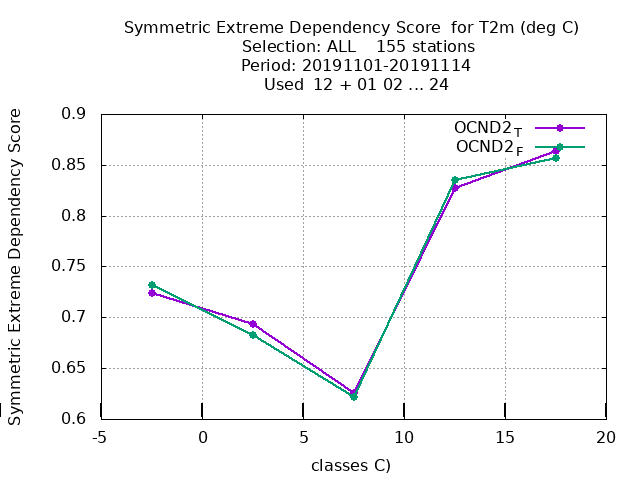 Symmetric Extreme Dependency Score for T2m (deg C)
Selection: ALL 155 stations
Period: 20191101-20191114
Used 12 + 01 02 ... 24
Symmetric Extreme Dependency Score
0.9
0.85
0.8
0.75
0.7
0.65
0.6
OCND2T
OCND2F
-5 0 5 10 15 20
classes C)